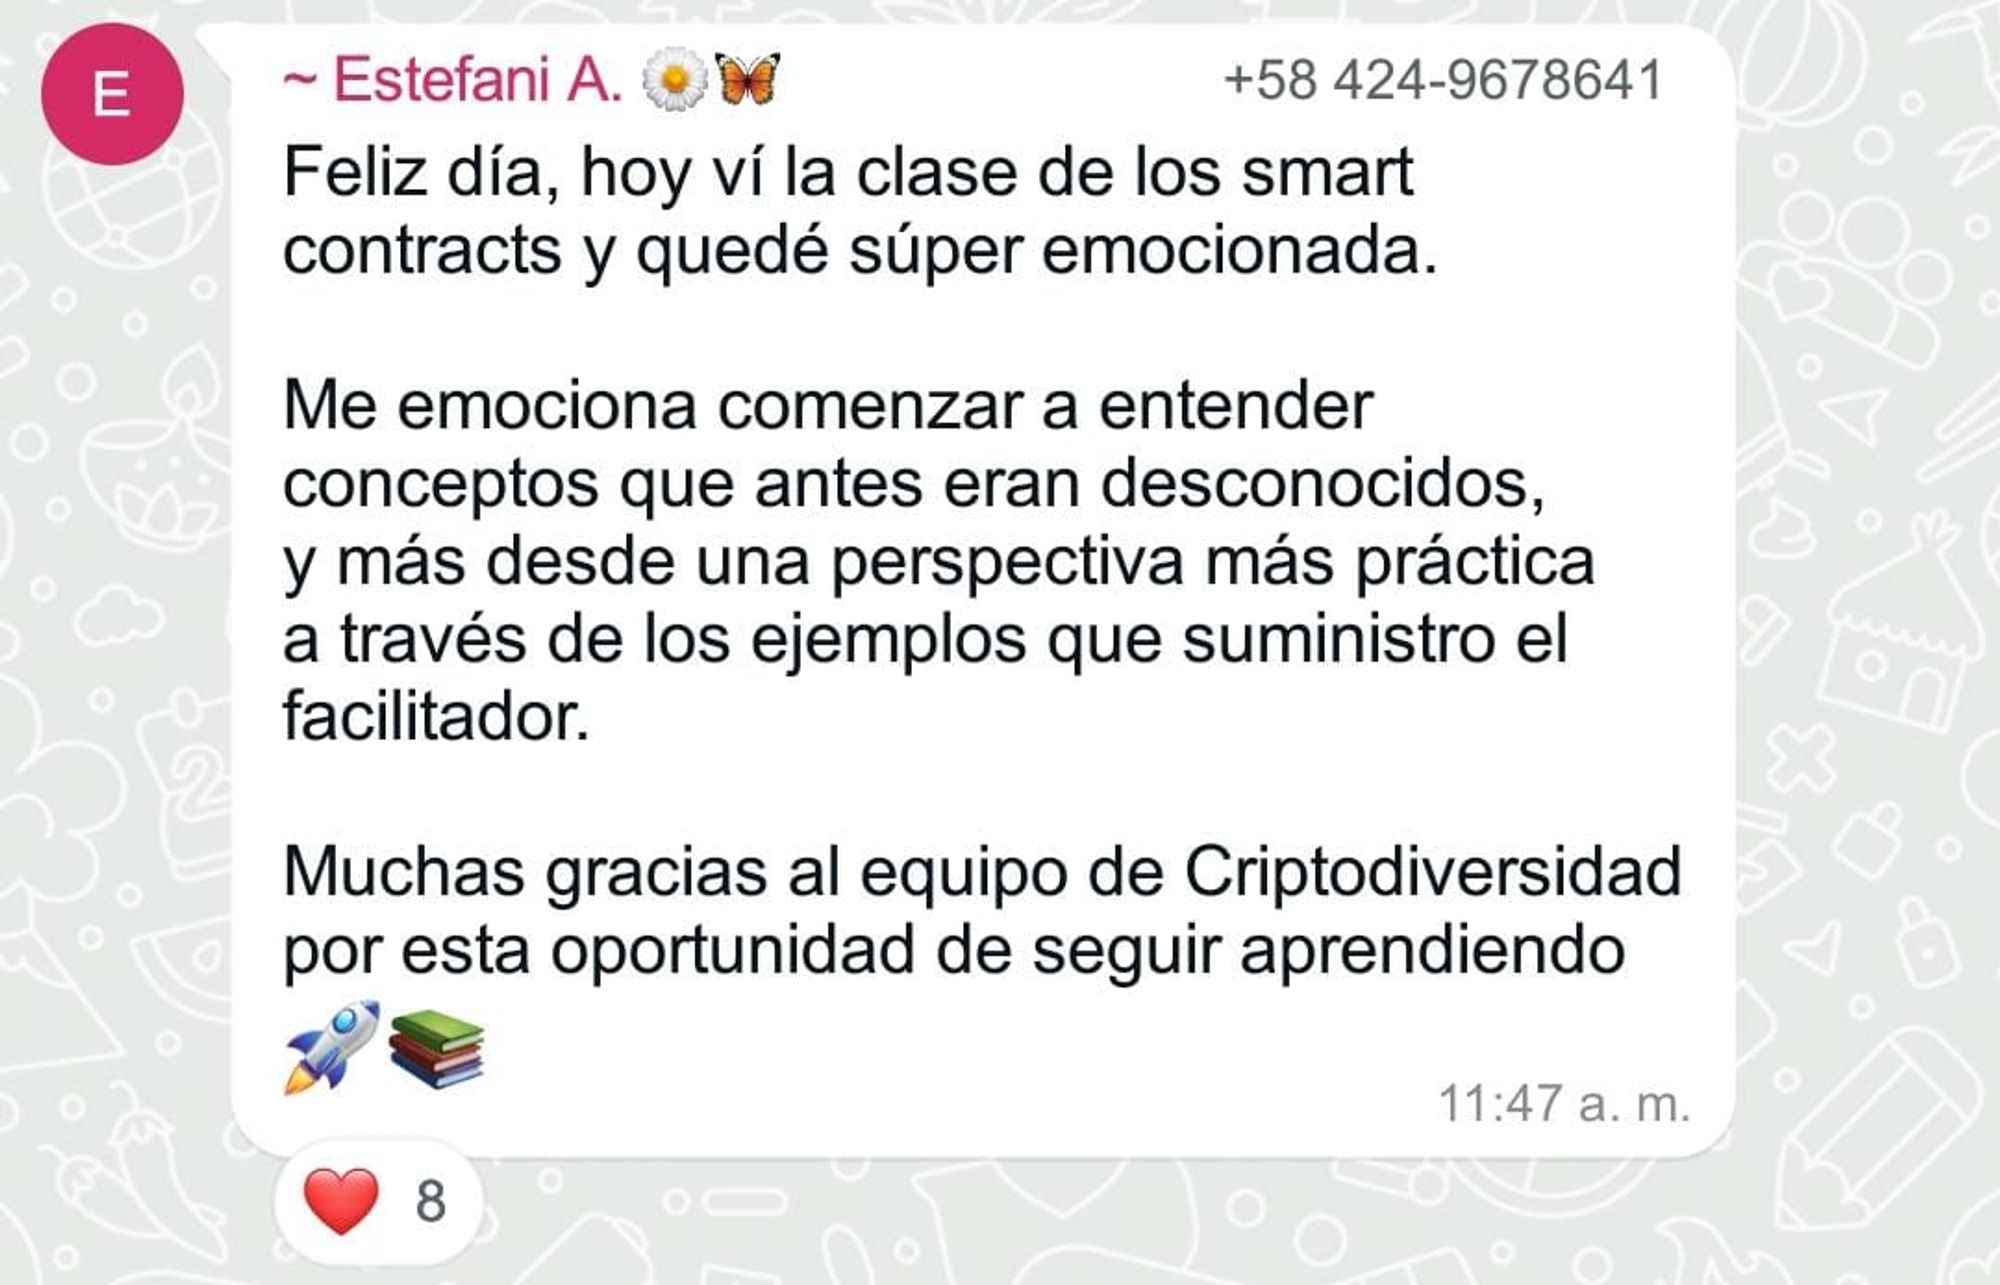 E
~ Estefani A. 🌼🦋 +58 424-9678641
Feliz día, hoy ví la clase de los smart
contracts y quedé súper emocionada.
Me emociona comenzar a entender
conceptos que antes eran desconocidos,
y más desde una perspectiva más práctica
a través de los ejemplos que suministro el
facilitador.
Muchas gracias al equipo de Criptodiversidad
por esta oportunidad de seguir aprendiendo
🚀📚
11:47 a. m.
❤️ 8